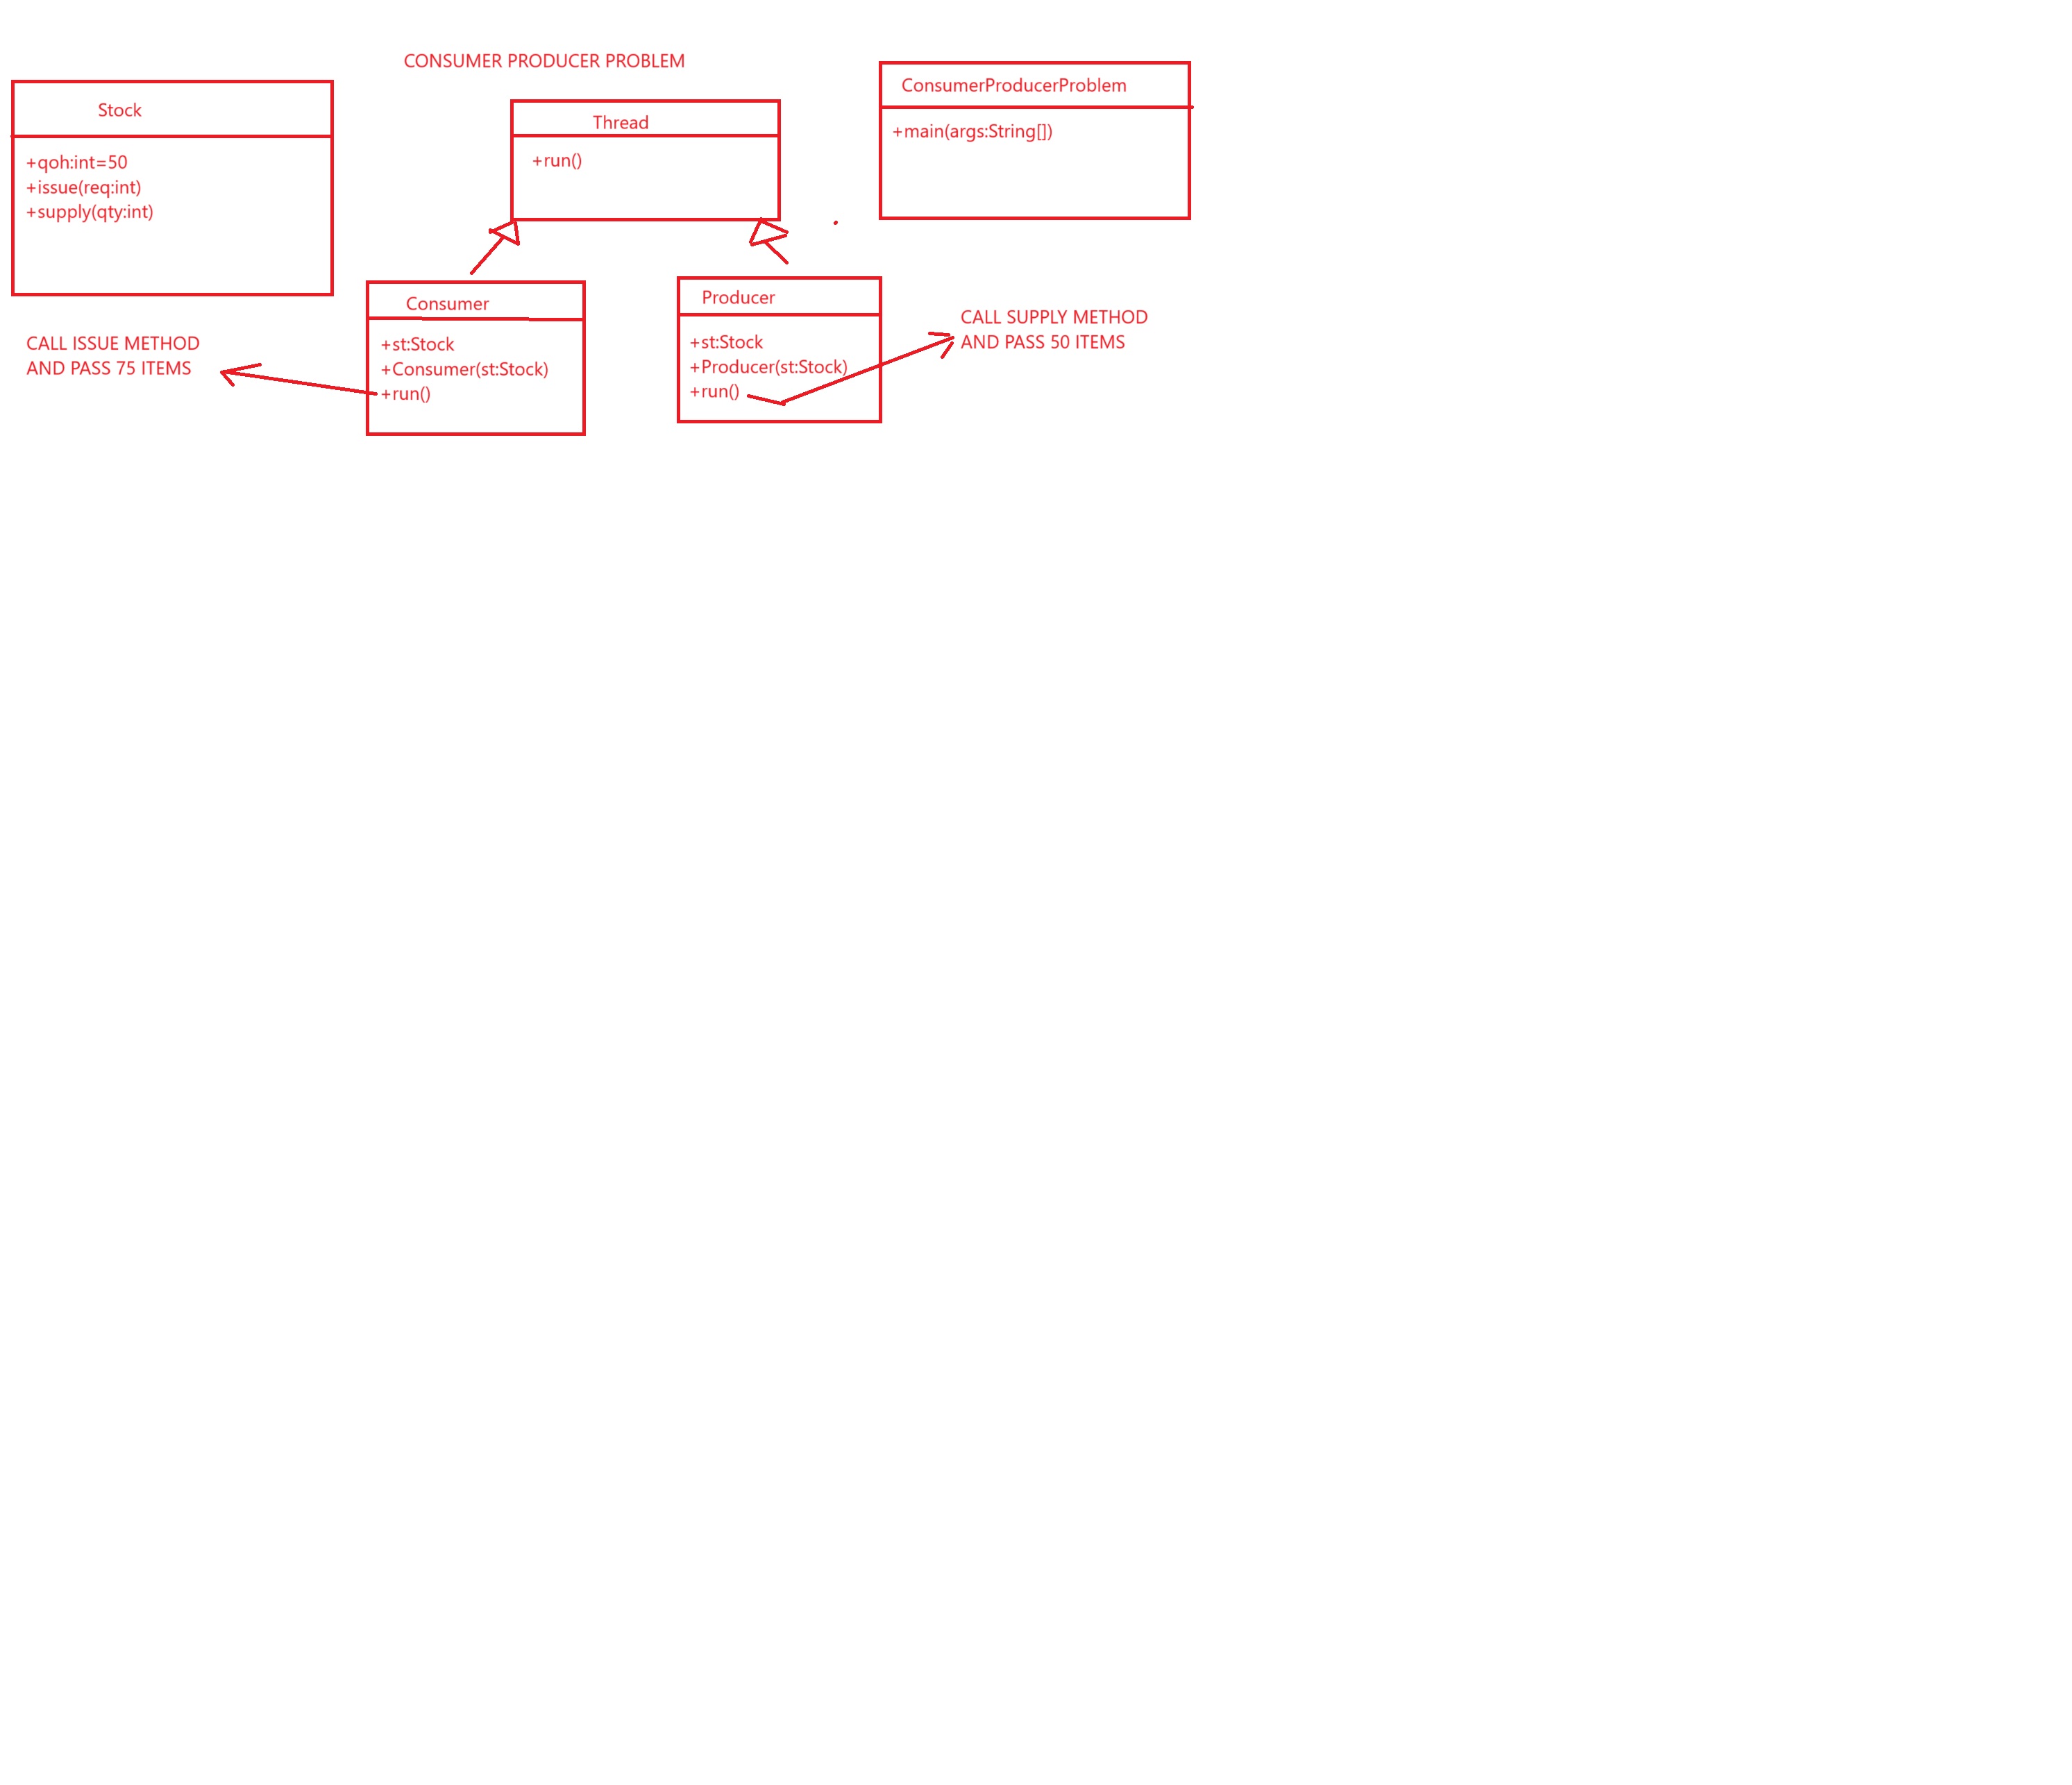 CONSUMER PRODUCER PROBLEM
Stock
+qoh:int=50
+issue(req:int)
+supply(qty:int)
Thread
+run()
ConsumerProducerProblem
+main(args:String[])
Consumer
+st:Stock
+Consumer(st:Stock)
+run()
Producer
+st:Stock
+Producer(st:Stock)
+run()
CALL ISSUE METHOD
AND PASS 75 ITEMS
CALL SUPPLY METHOD
AND PASS 50 ITEMS